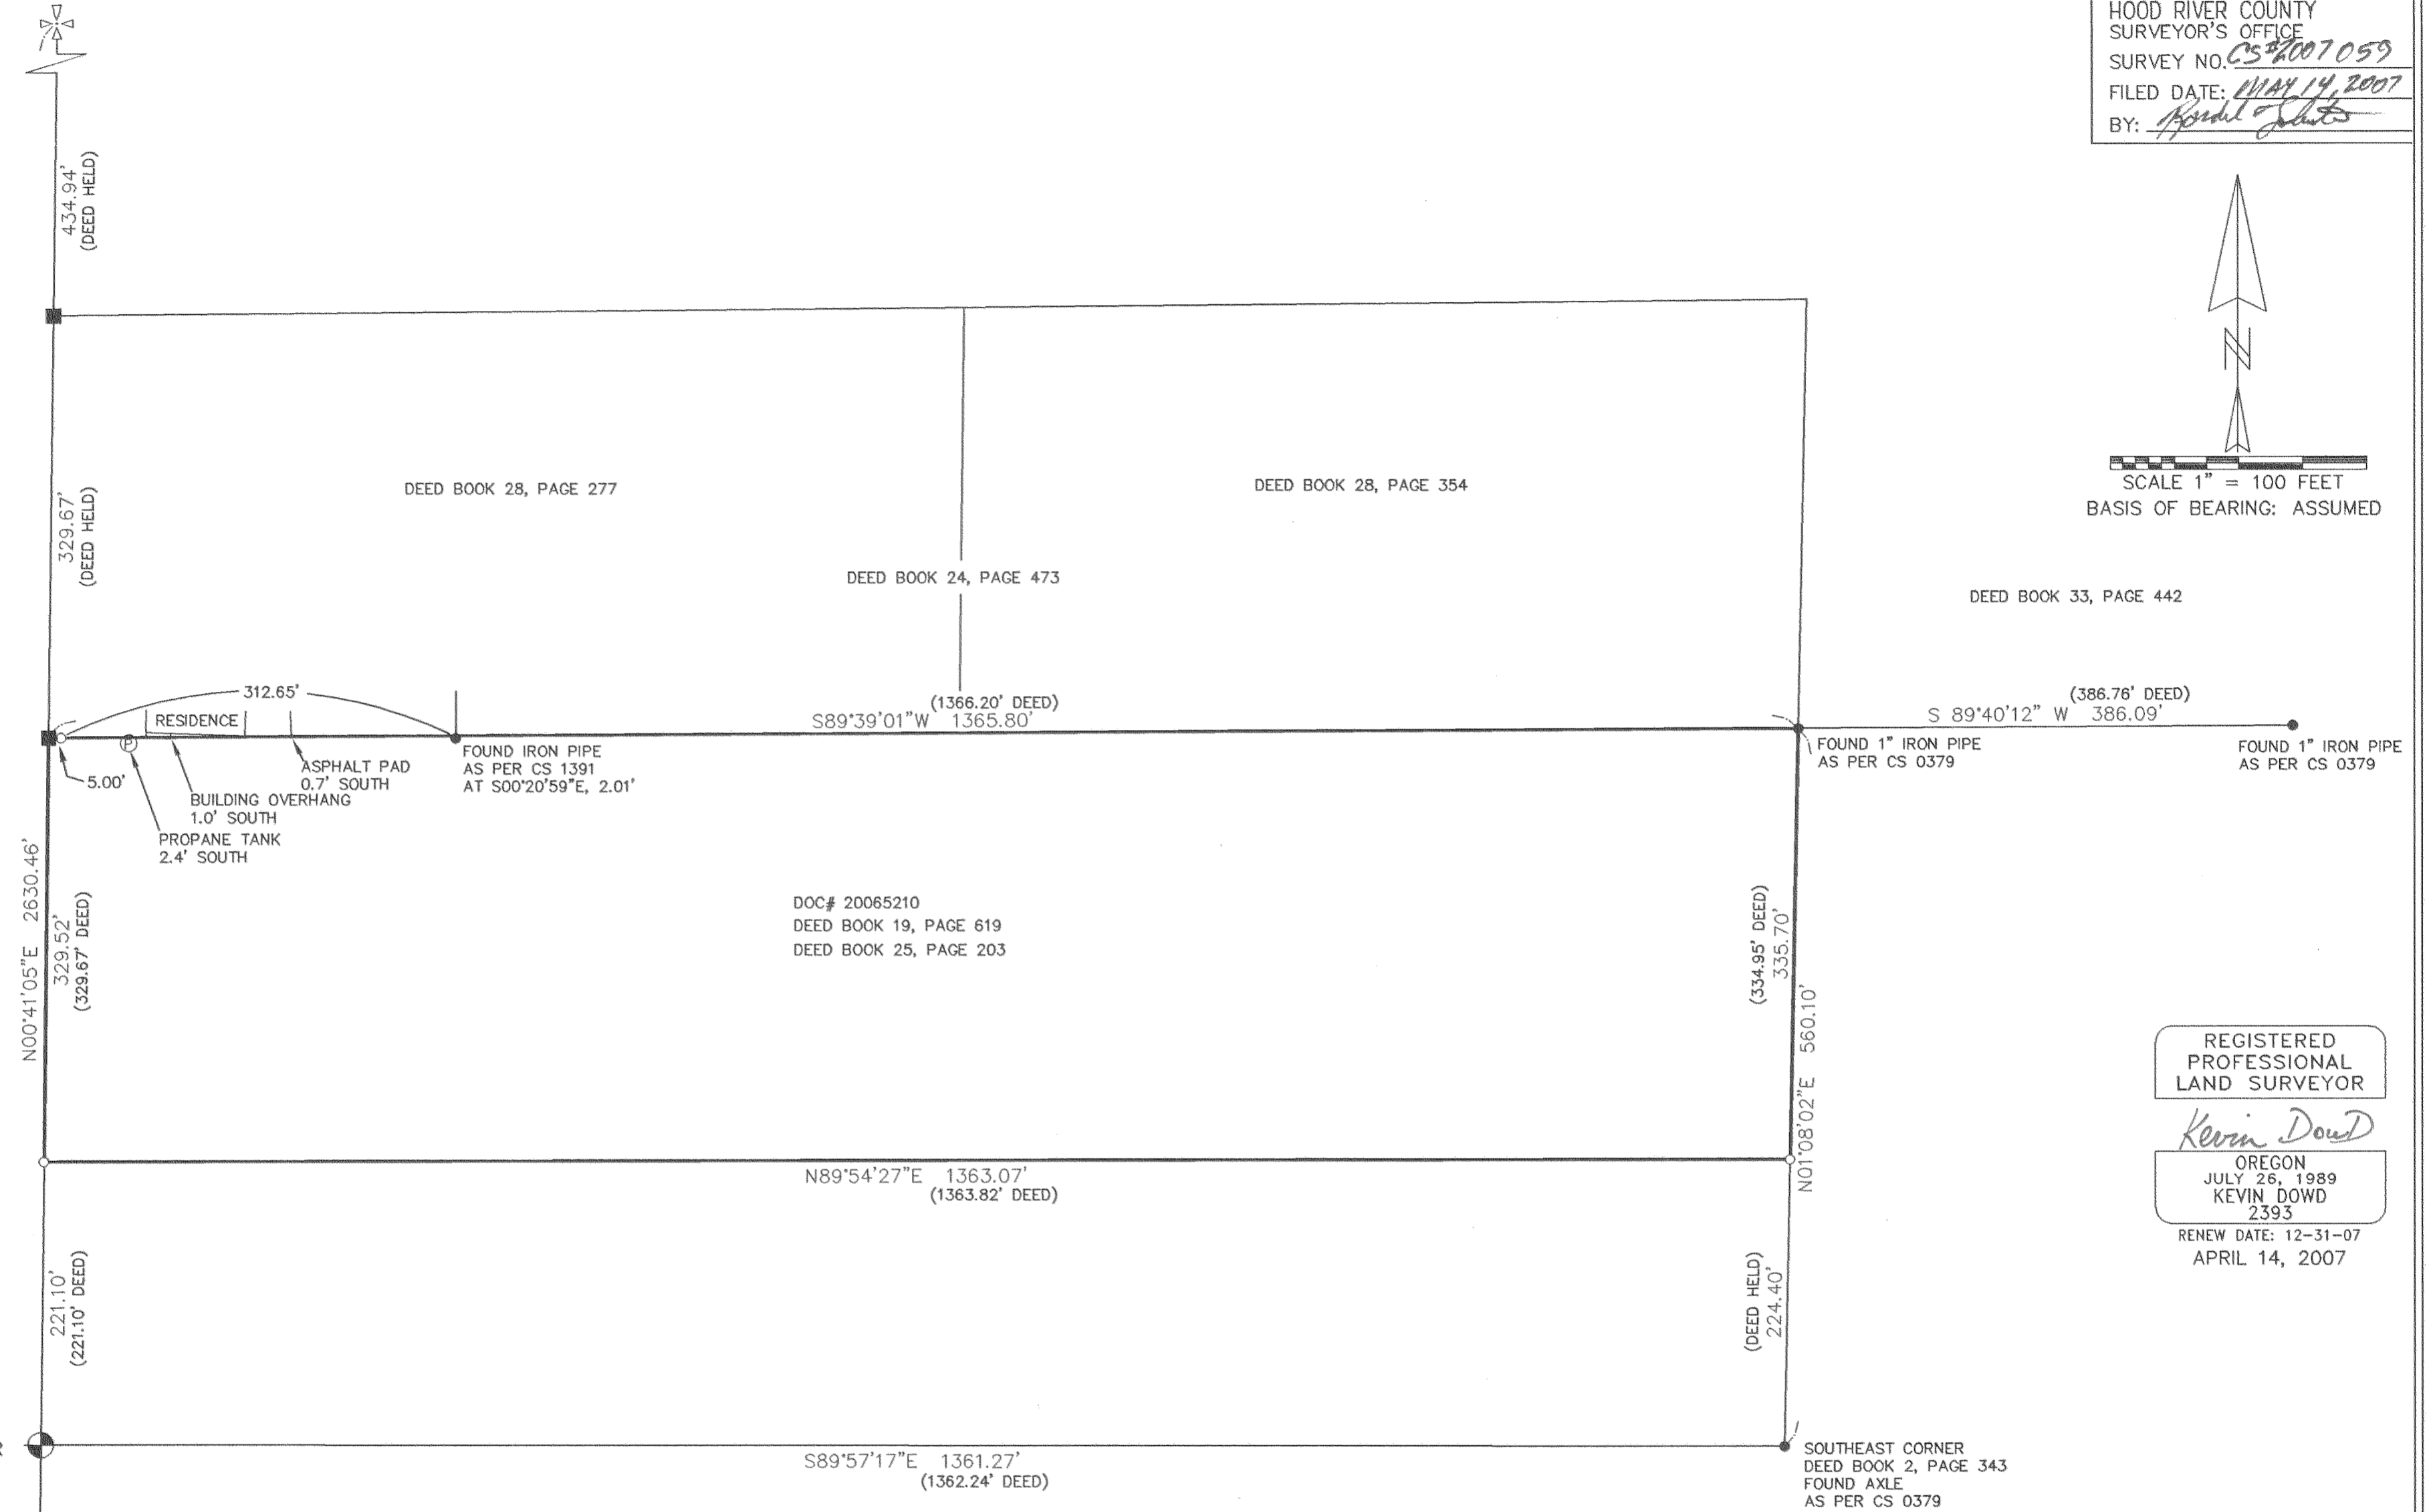 HOOD RIVER COUNTY
SURVEYOR'S OFFICE
SURVEY NO. CS#2007059
FILED DATE: MAY 14, 2007
BY:
434.94'
(DEED HELD)
N
SCALE 1" = 100 FEET
BASIS OF BEARING: ASSUMED
329.67'
(DEED HELD)
DEED BOOK 28, PAGE 277
DEED BOOK 28, PAGE 354
DEED BOOK 24, PAGE 473
DEED BOOK 33, PAGE 442
312.65'
RESIDENCE
(1366.20' DEED)
S89°39'01"W 1365.80'
(386.76' DEED)
S 89°40'12" W 386.09'
P
5.00'
FOUND IRON PIPE
AS PER CS 1391
AT S00°20'59"E, 2.01'
ASPHALT PAD
0.7' SOUTH
BUILDING OVERHANG
1.0' SOUTH
PROPANE TANK
2.4' SOUTH
FOUND 1" IRON PIPE
AS PER CS 0379
FOUND 1" IRON PIPE
AS PER CS 0379
N00°41'05"E 2630.46'
329.52'
(329.67' DEED)
DOC# 20065210
DEED BOOK 19, PAGE 619
DEED BOOK 25, PAGE 203
(334.95' DEED)
335.70'
N01°08'02"E 560.10'
REGISTERED
PROFESSIONAL
LAND SURVEYOR
Kevin Dowd
OREGON
JULY 26, 1989
KEVIN DOWD
2393
RENEW DATE: 12-31-07
APRIL 14, 2007
N89°54'27"E 1363.07'
(1363.82' DEED)
221.10'
(221.10' DEED)
(DEED HELD)
224.40'
S89°57'17"E 1361.27'
(1362.24' DEED)
SOUTHEAST CORNER
DEED BOOK 2, PAGE 343
FOUND AXLE
AS PER CS 0379